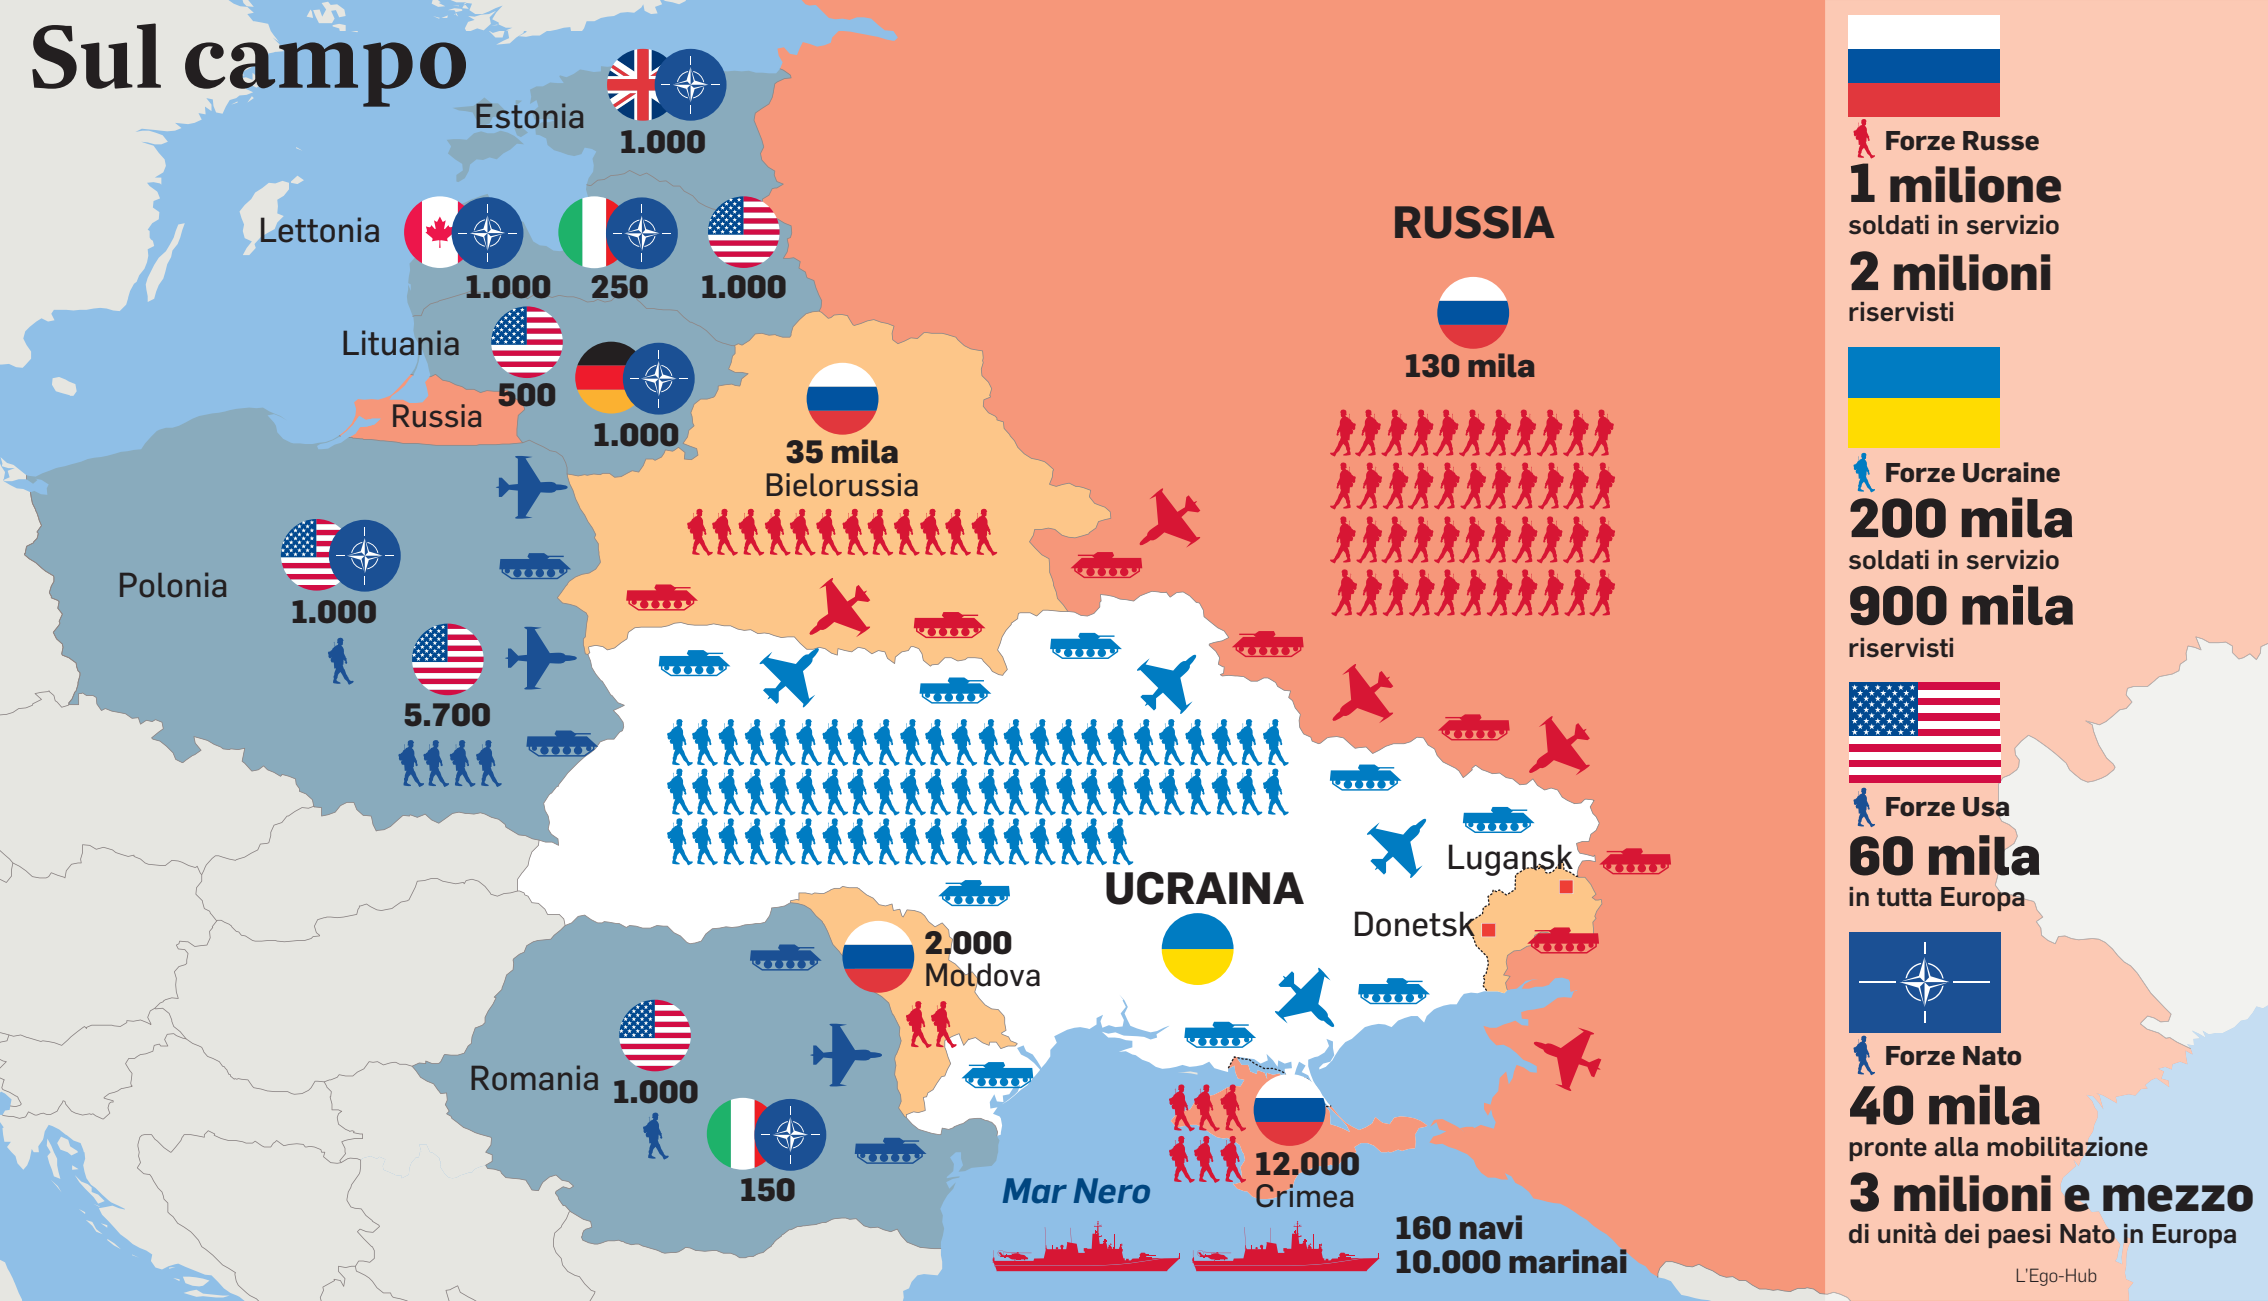 Sul campo
Estonia
1.000
Lettonia
1.000
250
1.000
Lituania
500
Russia
1.000
RUSSIA
130 mila
35 mila
Bielorussia
Polonia
1.000
5.700
UCRAINA
Lugansk
Donetsk
2.000
Moldova
Romania
1.000
150
Mar Nero
12.000
Crimea
160 navi
10.000 marinai
Forze Russe
1 milione
soldati in servizio
2 milioni
riservisti
Forze Ucraine
200 mila
soldati in servizio
900 mila
riservisti
Forze Usa
60 mila
in tutta Europa
Forze Nato
40 mila
pronte alla mobilitazione
3 milioni e mezzo
di unità dei paesi Nato in Europa
L'Ego-Hub